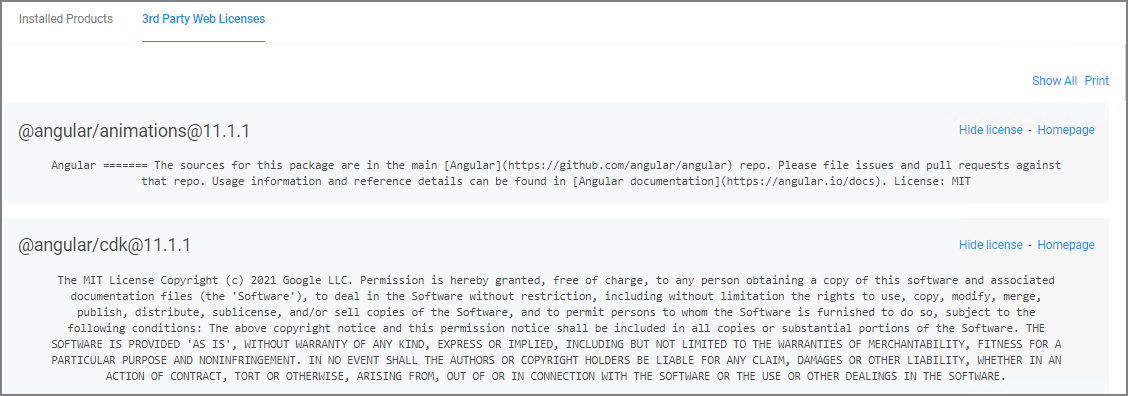 Installed Products 3rd Party Web Licenses
Show All Print
@angular/animations@11.1.1 Hide license - Homepage
Angular ======= The sources for this package are in the main [Angular](https://github.com/angular/angular) repo. Please file issues and pull requests against
that repo. Usage information and reference details can be found in [Angular documentation](https://angular.io/docs). License: MIT
@angular/cdk@11.1.1 Hide license - Homepage
The MIT License Copyright (c) 2021 Google LLC. Permission is hereby granted, free of charge, to any person obtaining a copy of this software and associated
documentation files (the 'Software'), to deal in the Software without restriction, including without limitation the rights to use, copy, modify, merge,
publish, distribute, sublicense, and/or sell copies of the Software, and to permit persons to whom the Software is furnished to do so, subject to the
following conditions: The above copyright notice and this permission notice shall be included in all copies or substantial portions of the Software. THE
SOFTWARE IS PROVIDED 'AS IS', WITHOUT WARRANTY OF ANY KIND, EXPRESS OR IMPLIED, INCLUDING BUT NOT LIMITED TO THE WARRANTIES OF MERCHANTABILITY, FITNESS FOR A
PARTICULAR PURPOSE AND NONINFRINGEMENT. IN NO EVENT SHALL THE AUTHORS OR COPYRIGHT HOLDERS BE LIABLE FOR ANY CLAIM, DAMAGES OR OTHER LIABILITY, WHETHER IN AN
ACTION OF CONTRACT, TORT OR OTHERWISE, ARISING FROM, OUT OF OR IN CONNECTION WITH THE SOFTWARE OR THE USE OR OTHER DEALINGS IN THE SOFTWARE.